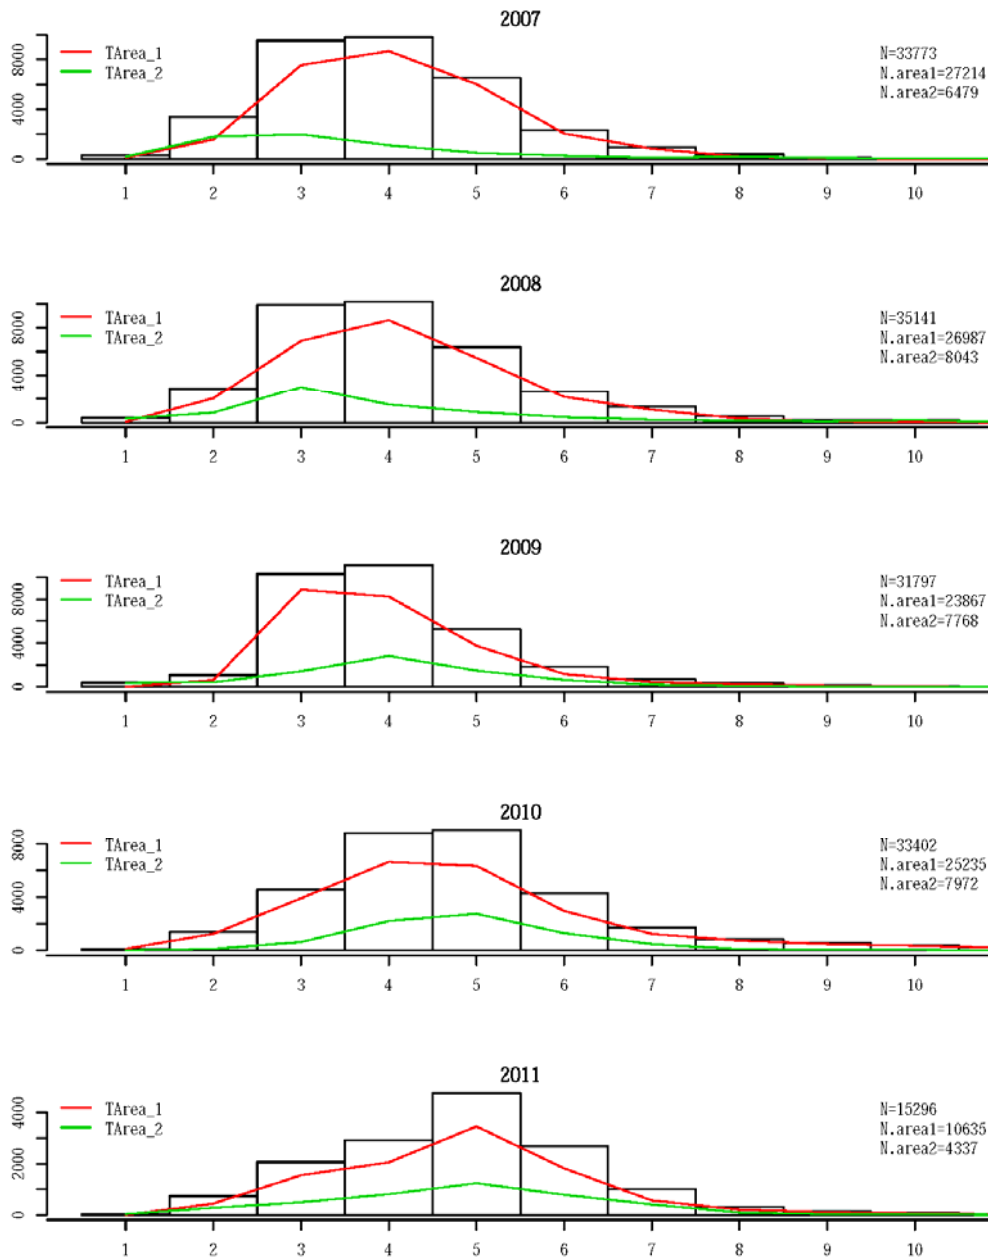 2007
TArea_1
TArea_2
N=33773
N.area1=27214
N.area2=6479
8000
4000
0
1 2 3 4 5 6 7 8 9 10
2008
TArea_1
TArea_2
N=35141
N.area1=26987
N.area2=8043
8000
4000
0
1 2 3 4 5 6 7 8 9 10
2009
TArea_1
TArea_2
N=31797
N.area1=23867
N.area2=7768
8000
4000
0
1 2 3 4 5 6 7 8 9 10
2010
TArea_1
TArea_2
N=33402
N.area1=25235
N.area2=7972
8000
4000
0
1 2 3 4 5 6 7 8 9 10
2011
TArea_1
TArea_2
N=15296
N.area1=10635
N.area2=4337
4000
2000
0
1 2 3 4 5 6 7 8 9 10